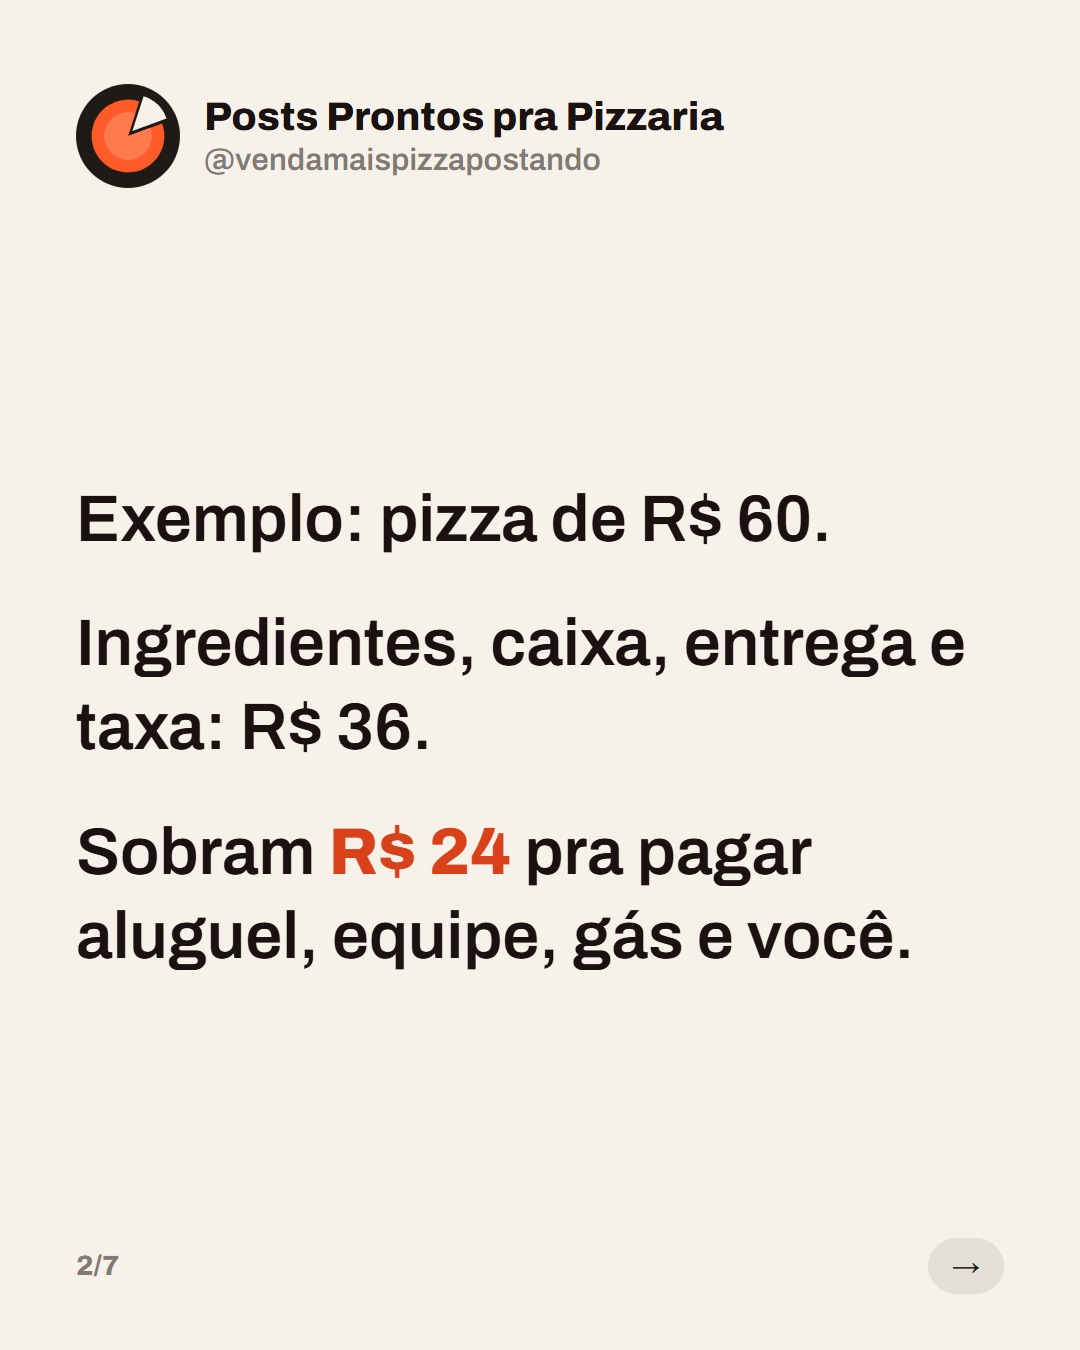 Posts Prontos pra Pizzaria
@vendamaispizzapostando
Exemplo: pizza de R$ 60.
Ingredientes, caixa, entrega e
taxa: R$ 36.
Sobram R$ 24 pra pagar
aluguel, equipe, gás e você.
2/7
→